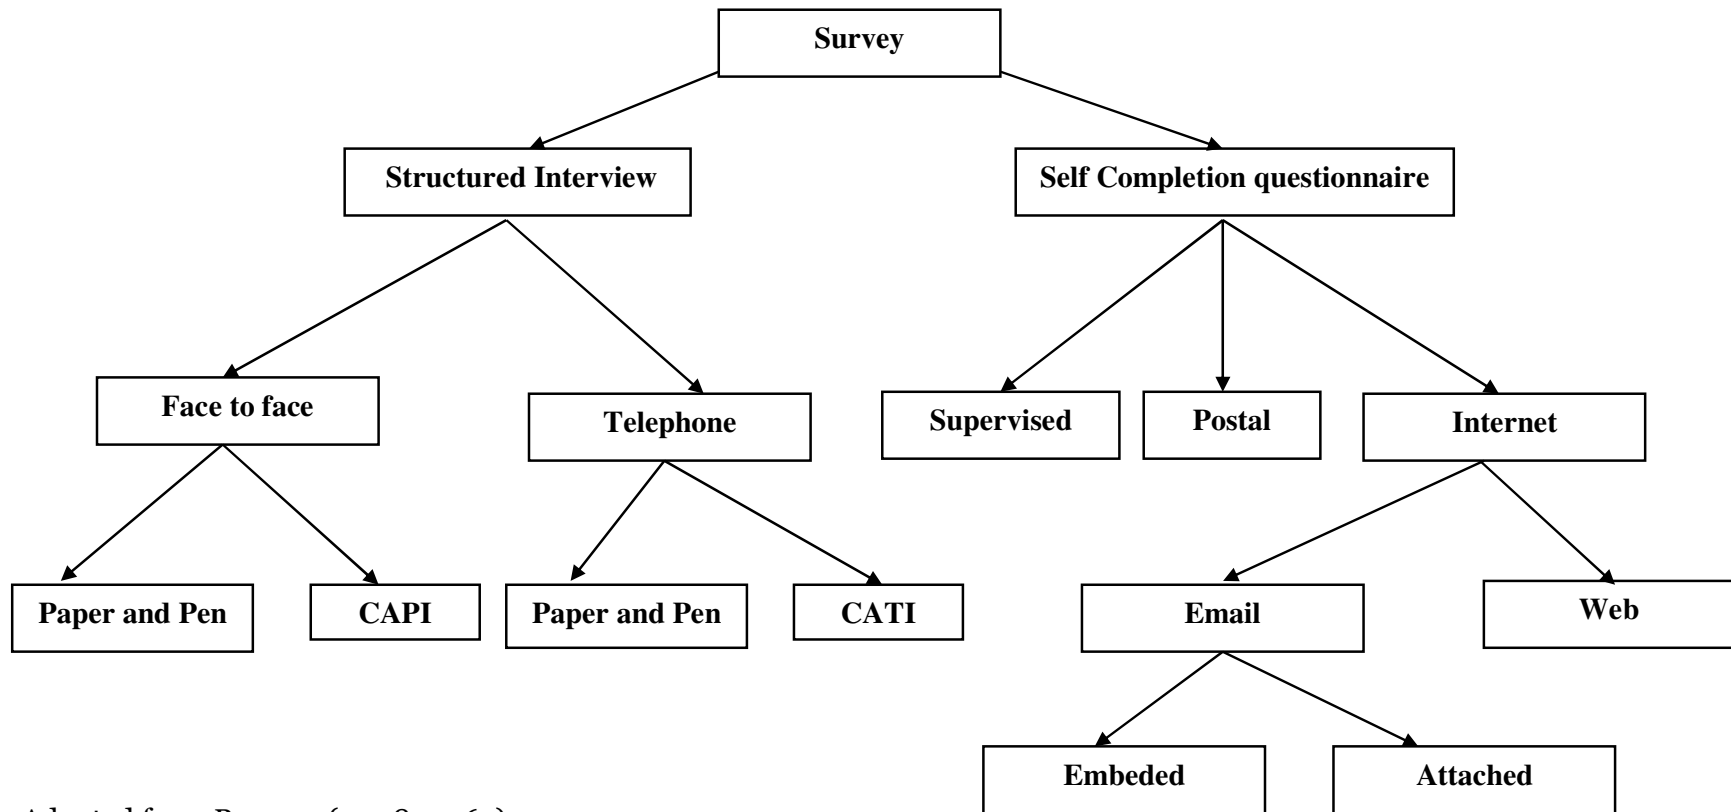 Survey
Structured Interview
Self Completion questionnaire
Face to face
Telephone
Supervised
Postal
Internet
Paper and Pen
CAPI
Paper and Pen
CATI
Email
Web
Embeded
Attached